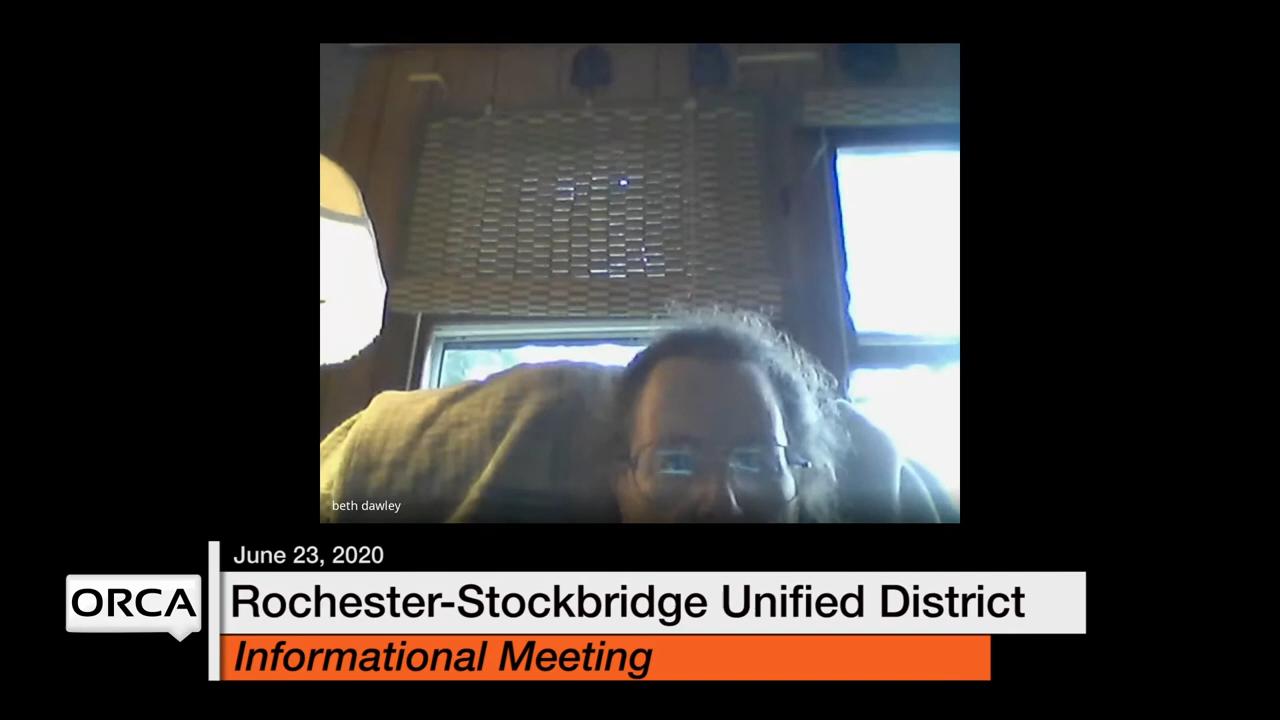 beth dawley
June 23, 2020
ORCA
Rochester-Stockbridge Unified District
Informational Meeting